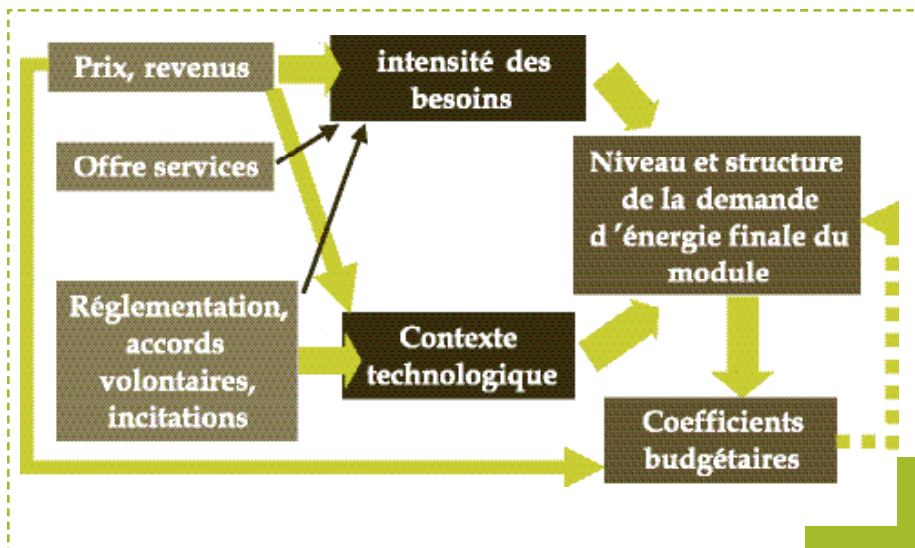 Prix, revenus
intensité des
besoins
Offre services
Niveau et structure
de la demande
d ’énergie finale du
module
Réglementation,
accords
volontaires,
incitations
Contexte
technologique
Coefficients
budgétaires